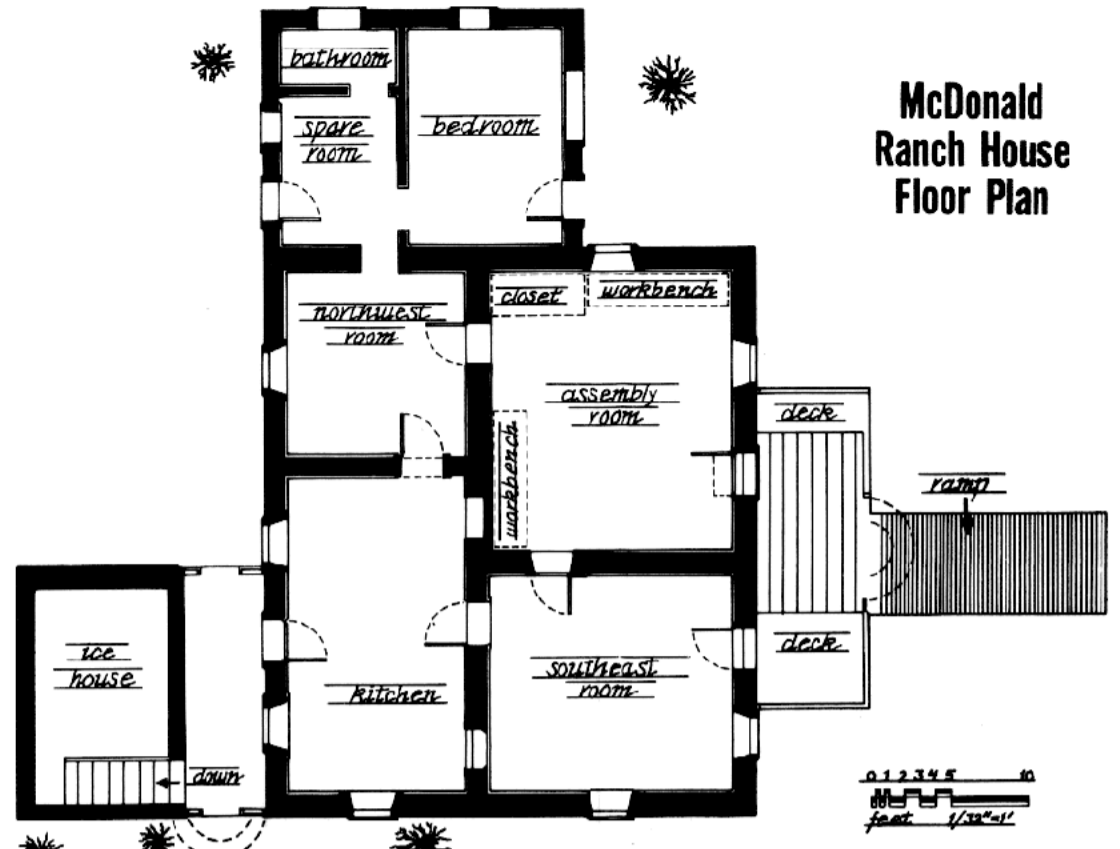 McDonald
Ranch House
Floor Plan
bathroom
spare
room
bedroom
closet
workbench
northwest
room
assembly
room
workbench
deck
ramp
ice
house
southeast
room
deck
kitchen
down
0 1 2 3 4 5 10
feet 1/32"=1'